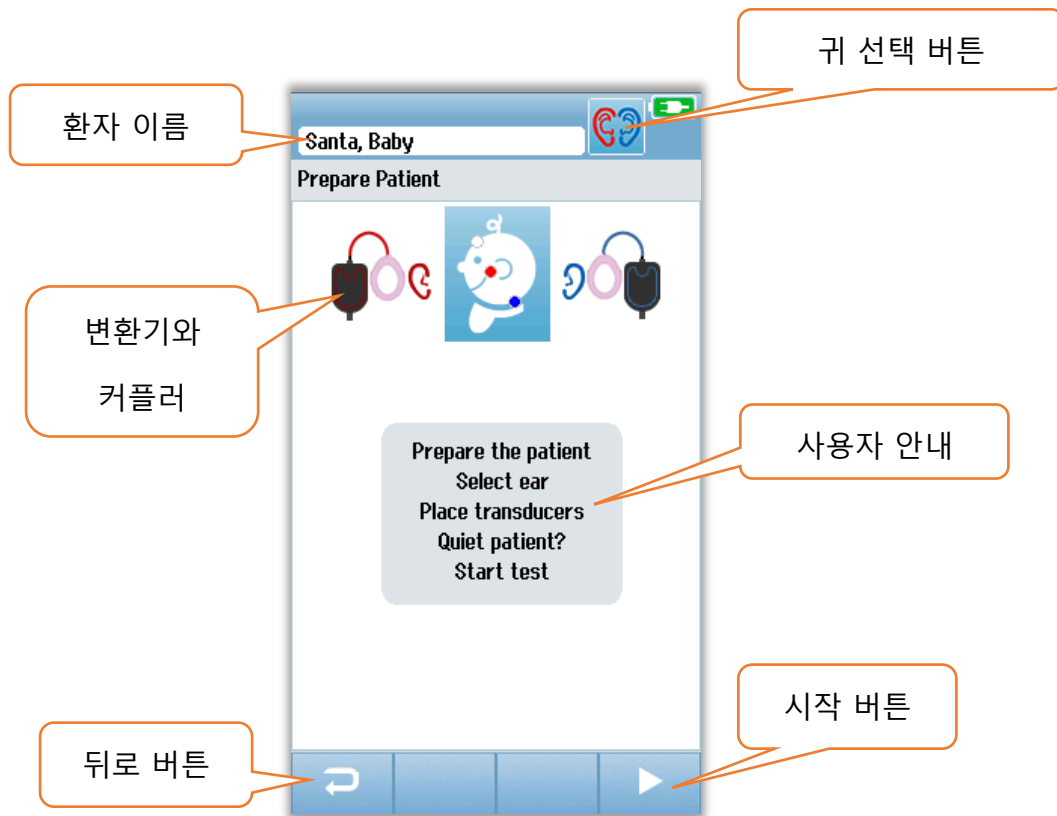 귀 선택 버튼
환자 이름
Santa, Baby
Prepare Patient
변환기와
커플러
Prepare the patient
Select ear
Place transducers
Quiet patient?
Start test
사용자 안내
시작 버튼
뒤로 버튼